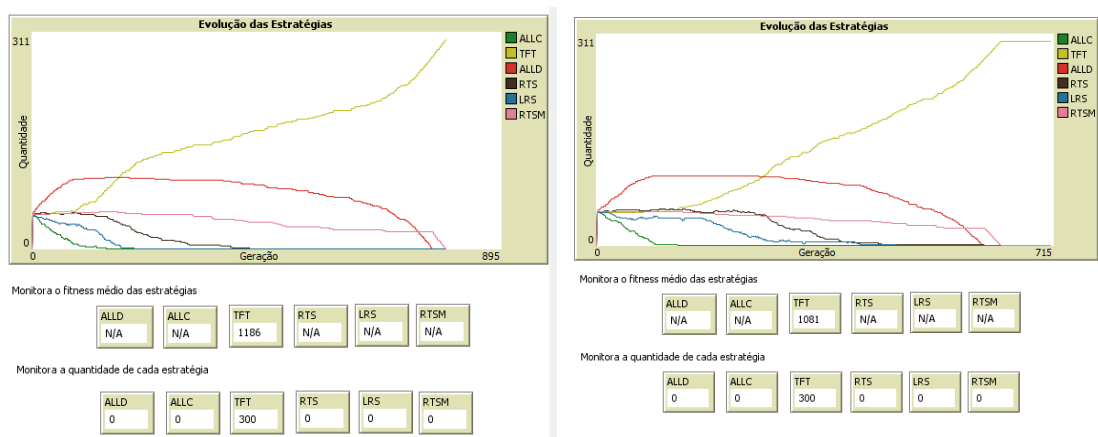 Evolução das Estratégias
311
Quantidade
0
0
Geração
895
ALLC
TFT
ALLD
RTS
LRS
RTSM
Monitora o fitness médio das estratégias
ALLD ALLC TFT RTS LRS RTSM
N/A N/A 1186 N/A N/A N/A
Monitora a quantidade de cada estratégia
ALLD ALLC TFT RTS LRS RTSM
0 0 300 0 0 0
Evolução das Estratégias
311
Quantidade
0
0
Geração
715
ALLC
TFT
ALLD
RTS
LRS
RTSM
Monitora o fitness médio das estratégias
ALLD ALLC TFT RTS LRS RTSM
N/A N/A 1081 N/A N/A N/A
Monitora a quantidade de cada estratégia
ALLD ALLC TFT RTS LRS RTSM
0 0 300 0 0 0